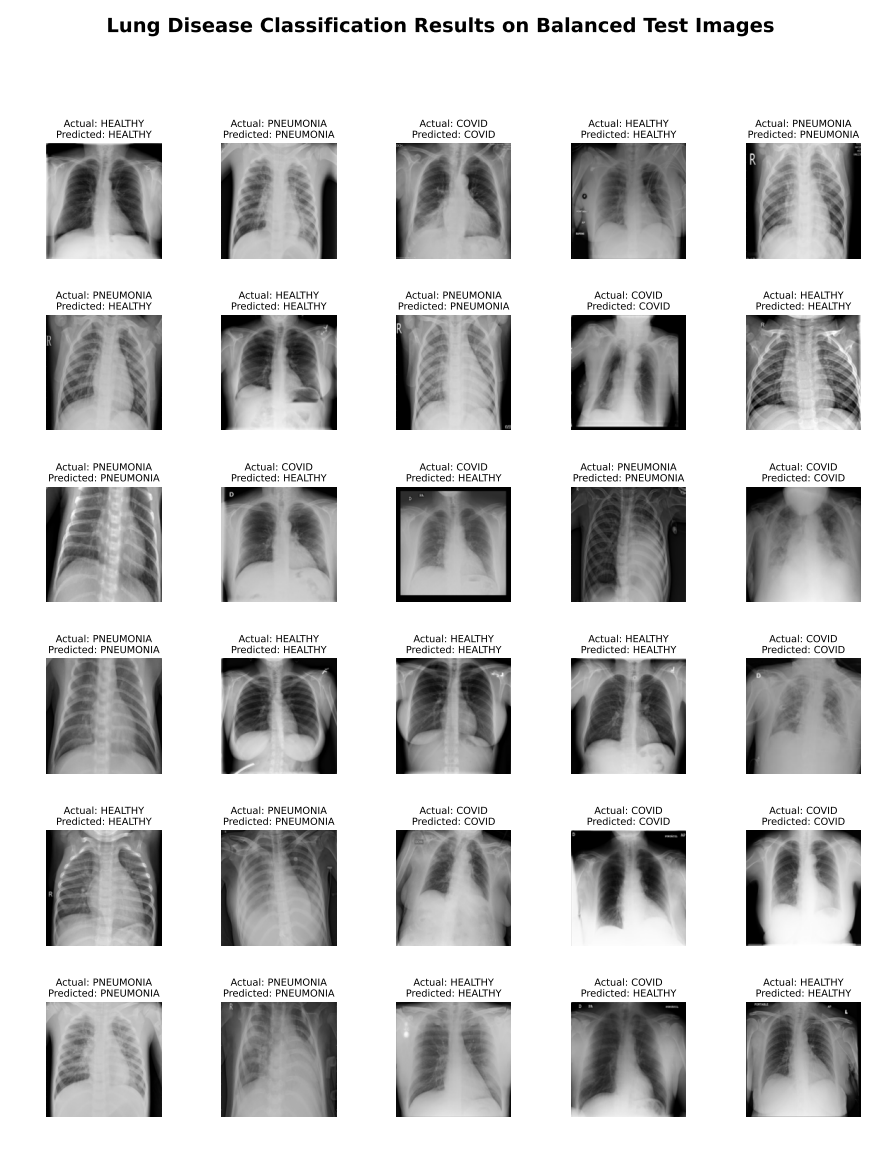 Lung Disease Classification Results on Balanced Test Images
Actual: HEALTHY
Predicted: HEALTHY
Actual: PNEUMONIA
Predicted: PNEUMONIA
Actual: COVID
Predicted: COVID
Actual: HEALTHY
Predicted: HEALTHY
Actual: PNEUMONIA
Predicted: PNEUMONIA
R
Actual: PNEUMONIA
Predicted: HEALTHY
R
Actual: HEALTHY
Predicted: HEALTHY
Actual: PNEUMONIA
Predicted: PNEUMONIA
R
Actual: COVID
Predicted: COVID
Actual: HEALTHY
Predicted: HEALTHY
R
Actual: PNEUMONIA
Predicted: PNEUMONIA
Actual: COVID
Predicted: HEALTHY
D
Actual: COVID
Predicted: HEALTHY
Actual: PNEUMONIA
Predicted: PNEUMONIA
Actual: COVID
Predicted: COVID
Actual: PNEUMONIA
Predicted: PNEUMONIA
Actual: HEALTHY
Predicted: HEALTHY
Actual: HEALTHY
Predicted: HEALTHY
Actual: HEALTHY
Predicted: HEALTHY
Actual: COVID
Predicted: COVID
D
Actual: HEALTHY
Predicted: HEALTHY
R
Actual: PNEUMONIA
Predicted: PNEUMONIA
Actual: COVID
Predicted: COVID
Actual: COVID
Predicted: COVID
Actual: COVID
Predicted: COVID
Actual: PNEUMONIA
Predicted: PNEUMONIA
Actual: PNEUMONIA
Predicted: PNEUMONIA
R
Actual: HEALTHY
Predicted: HEALTHY
Actual: COVID
Predicted: HEALTHY
D PA
Actual: HEALTHY
Predicted: HEALTHY